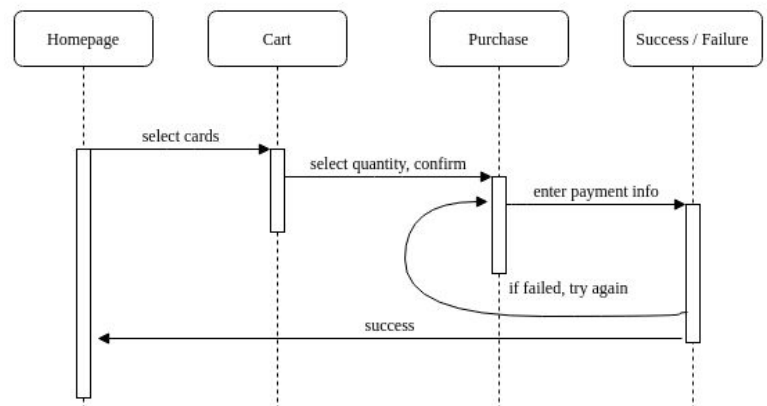 Homepage
Cart
Purchase
Success / Failure
select cards
select quantity, confirm
enter payment info
if failed, try again
success